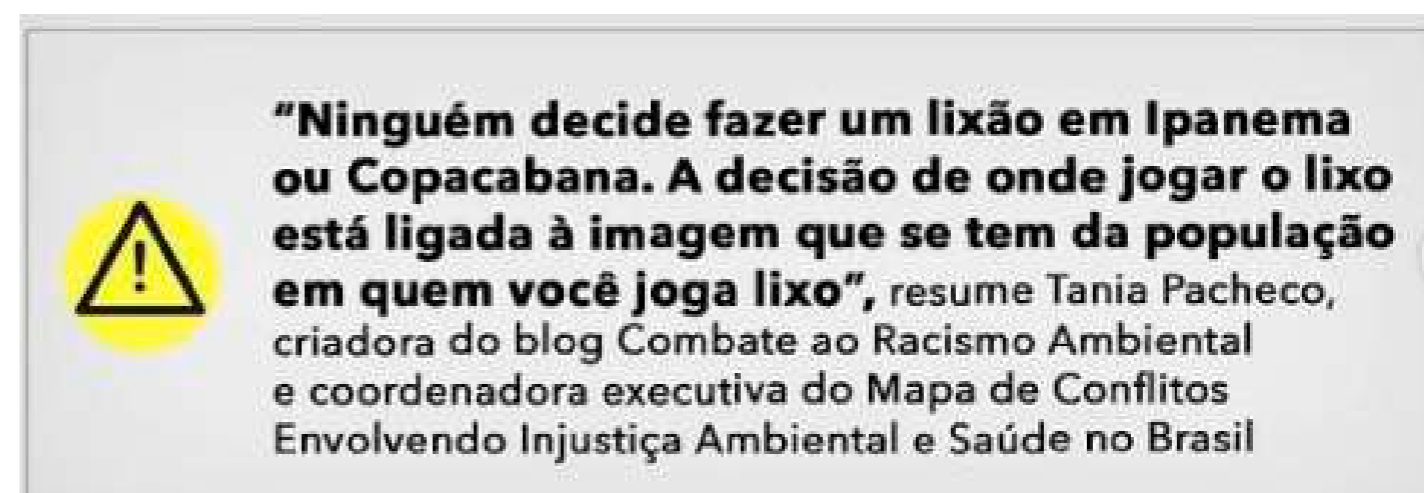 "Ninguém decide fazer um lixão em Ipanema
ou Copacabana. A decisão de onde jogar o lixo
está ligada à imagem que se tem da população
em quem você joga lixo", resume Tania Pacheco,
criadora do blog Combate ao Racismo Ambiental
e coordenadora executiva do Mapa de Conflitos
Envolvendo Injustiça Ambiental e Saúde no Brasil